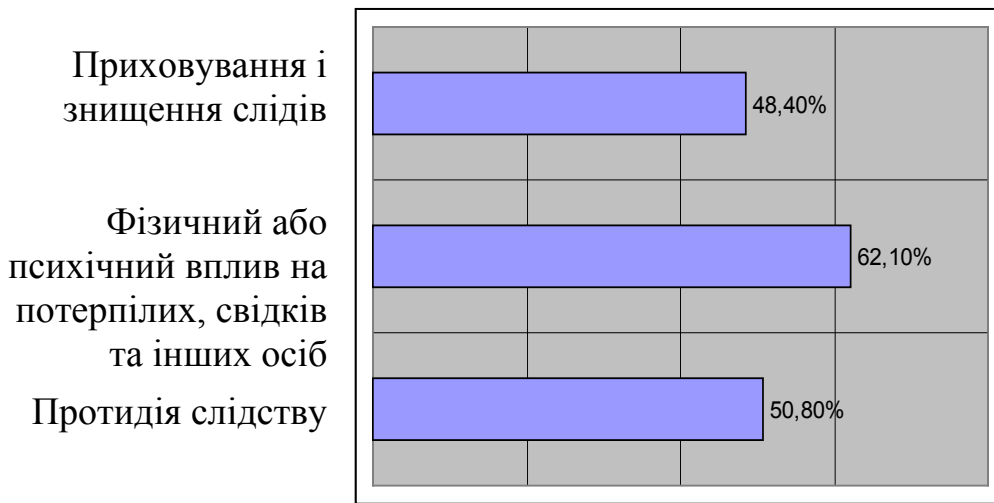 Приховування і
знищення слідів
48,40%
Фізичний або
психічний вплив на
потерпілих, свідків
та інших осіб
62,10%
Протидія слідству
50,80%